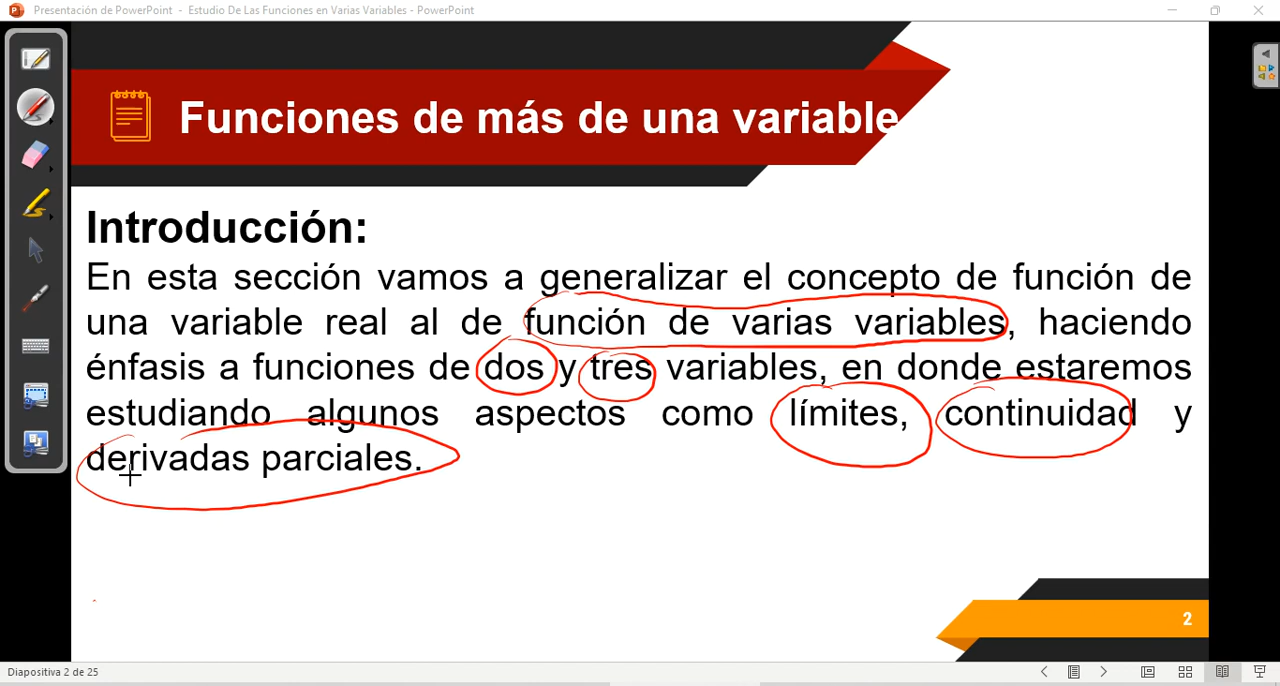 Presentación de PowerPoint - Estudio De Las Funciones en Varias Variables - PowerPoint
Funciones de más de una variable
Introducción:
En esta sección vamos a generalizar el concepto de función de
una variable real al de función de varias variables, haciendo
énfasis a funciones de dos y tres variables, en donde estaremos
estudiando algunos aspectos como límites, continuidad y
derivadas parciales.
2
Diapositiva 2 de 25